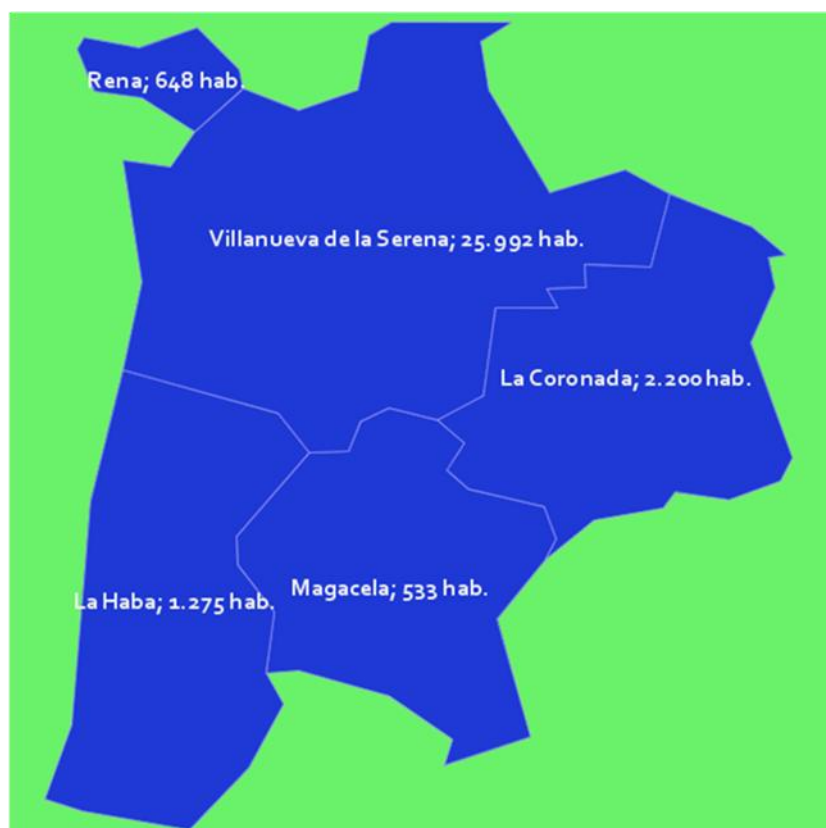 Rena; 648 hab.
Villanueva de la Serena; 25.992 hab.
La Coronada; 2.200 hab.
Magacela; 533 hab.
La Haba; 1.275 hab.